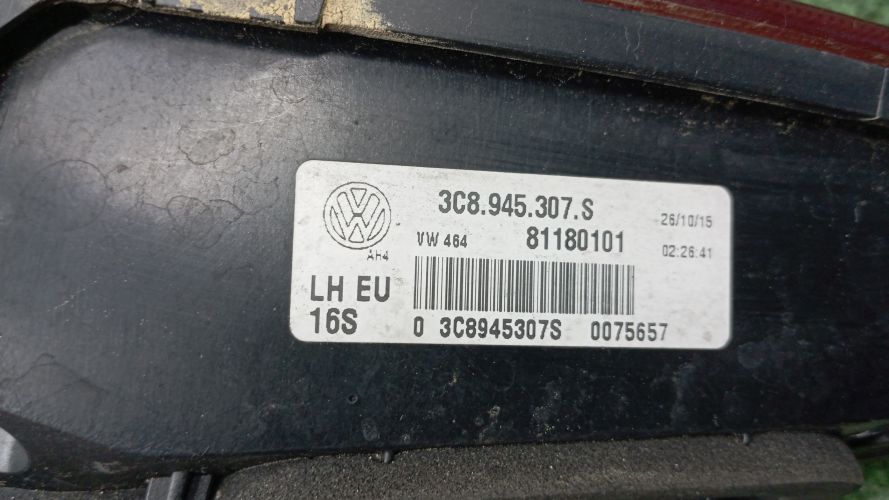 3C8.945.307.S
26/10/15
VW 464 81180101
02:26:41
AH4
LH EU
16S
0 3C8945307S 0075657